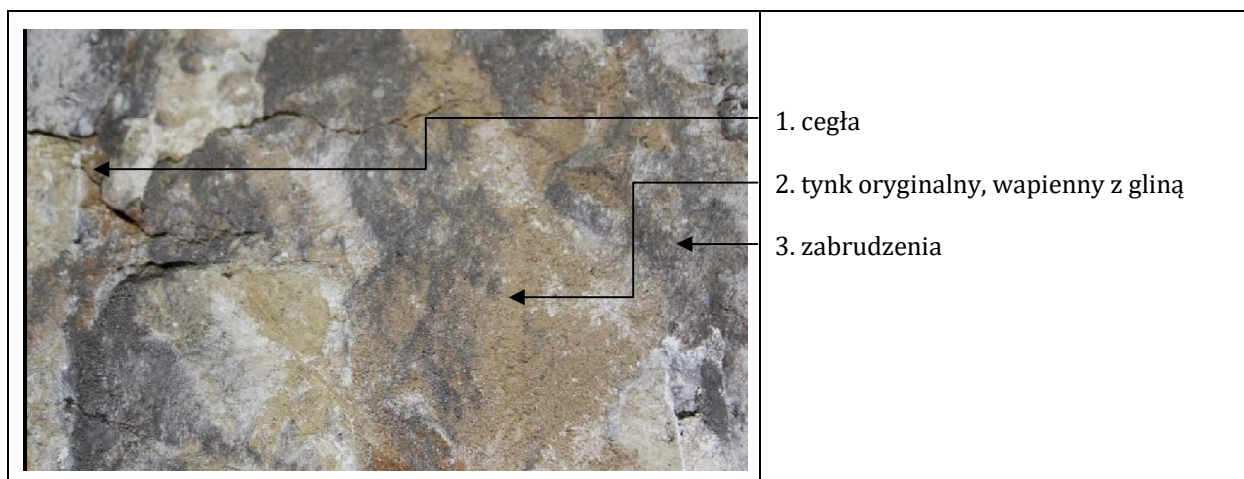 1. cegła
2. tynk oryginalny, wapienny z gliną
3. zabrudzenia